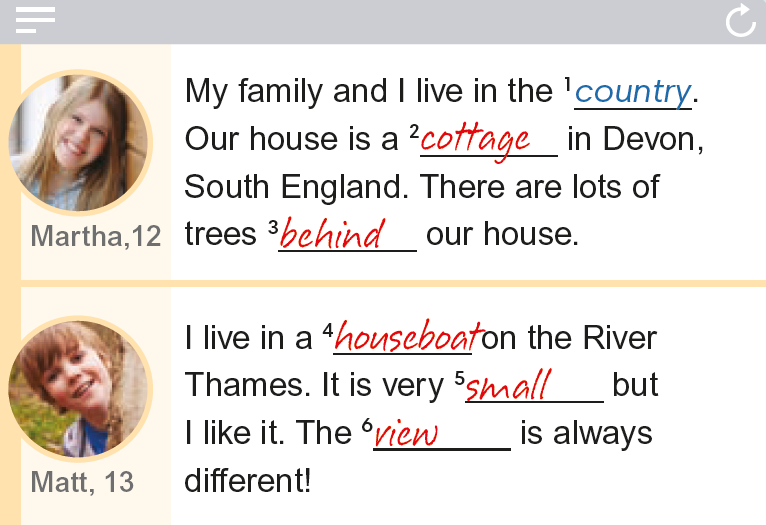 My family and I live in the ¹country.
Our house is a ²cottage in Devon,
South England. There are lots of
trees ³behind our house.
Martha,12
I live in a ⁴houseboat on the River
Thames. It is very ⁵small but
I like it. The ⁶view is always
different!
Matt, 13